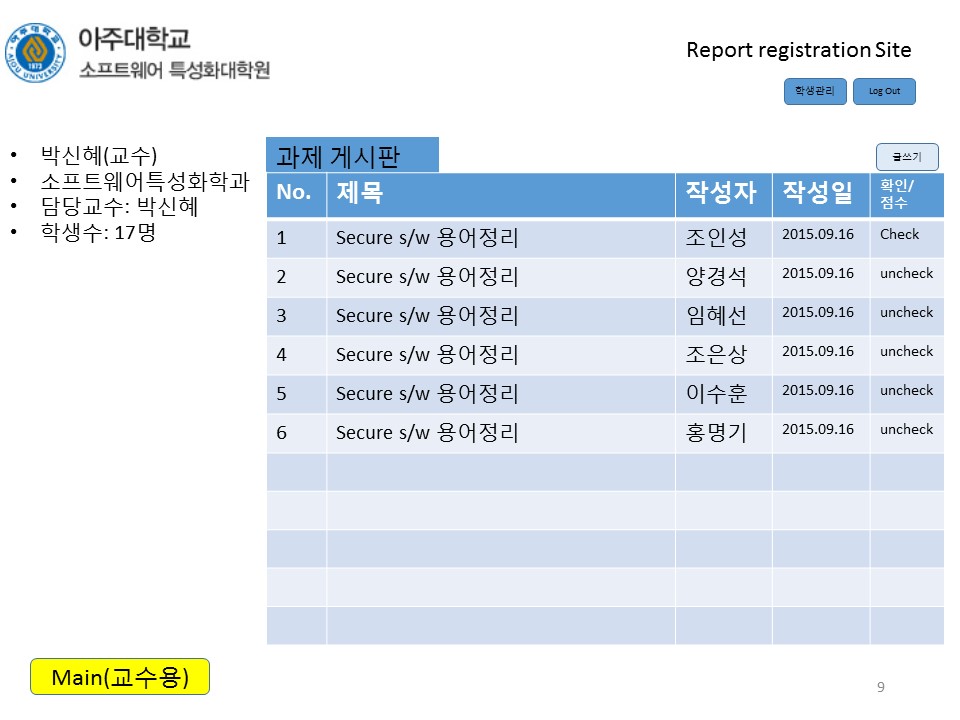 아주대학교
소프트웨어 특성화대학원
AJOU UNIVERSITY
1973
Report registration Site
학생관리
Log Out
• 박신혜(교수)
• 소프트웨어특성화학과
• 담당교수: 박신혜
• 학생수: 17명
과제 게시판
글쓰기
No. 제목 작성자 작성일 확인/
점수
1 Secure s/w 용어정리 조인성 2015.09.16 Check
2 Secure s/w 용어정리 양경석 2015.09.16 uncheck
3 Secure s/w 용어정리 임혜선 2015.09.16 uncheck
4 Secure s/w 용어정리 조은상 2015.09.16 uncheck
5 Secure s/w 용어정리 이수훈 2015.09.16 uncheck
6 Secure s/w 용어정리 홍명기 2015.09.16 uncheck
Main(교수용)
9